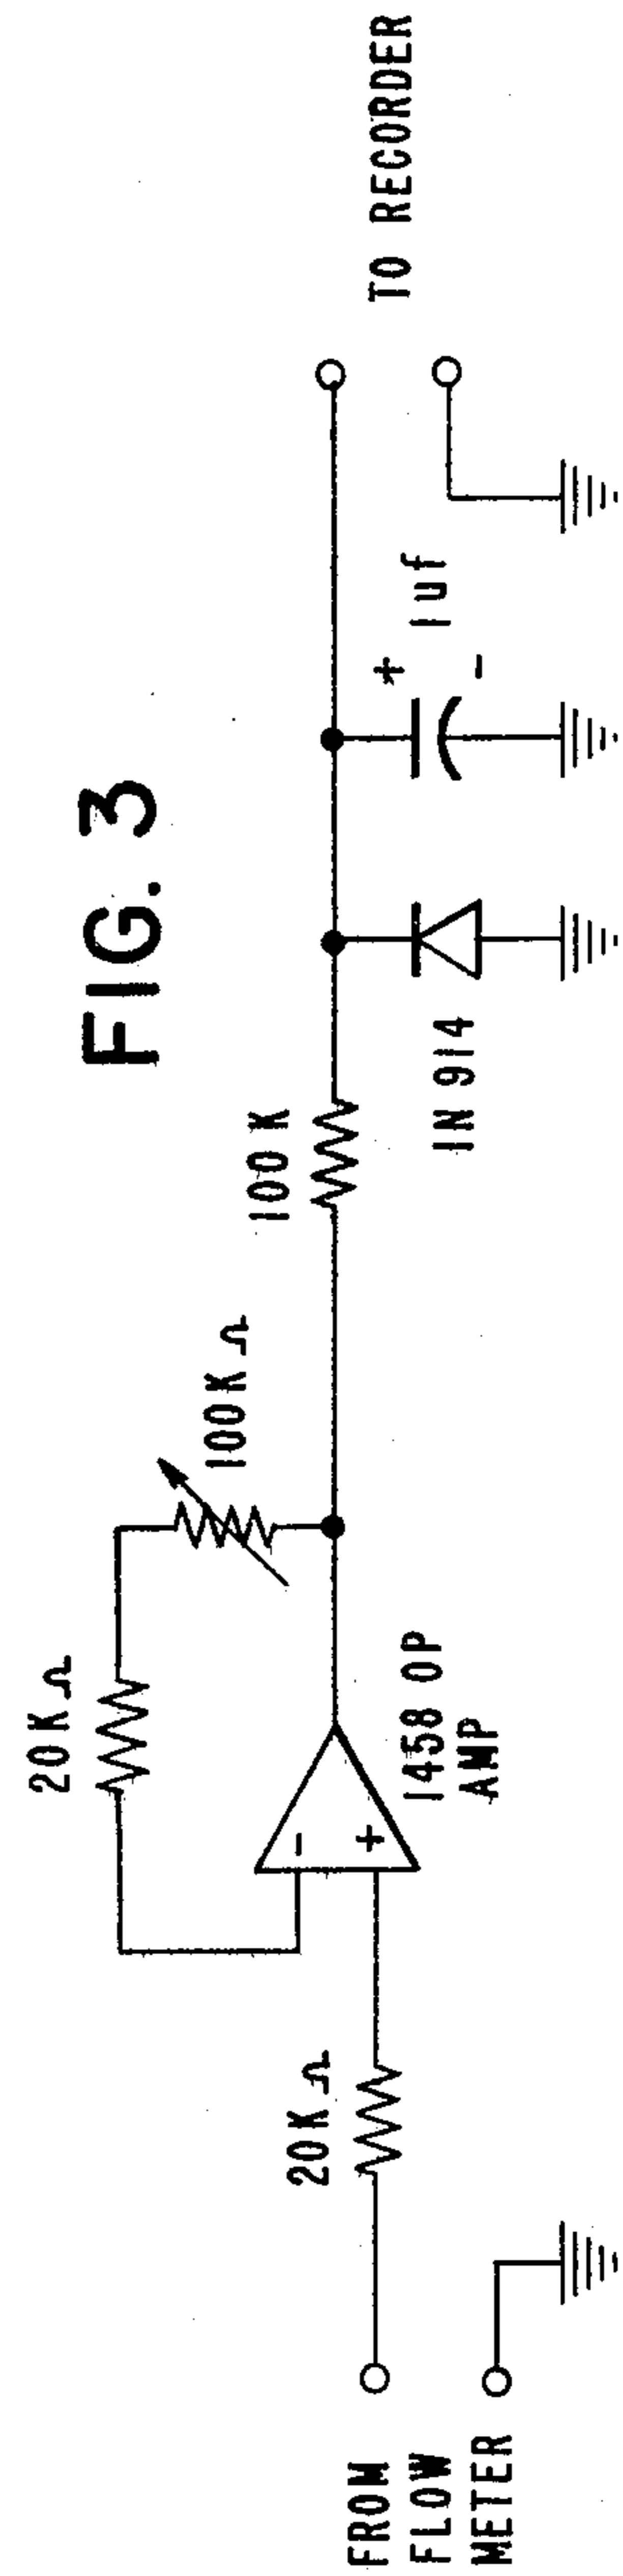 FIG. 3
20K Ω
100K Ω
100 K
TO RECORDER
-
+
1458 OP
AMP
20K Ω
FROM
FLOW
METER
IN 914
+
1uf
-